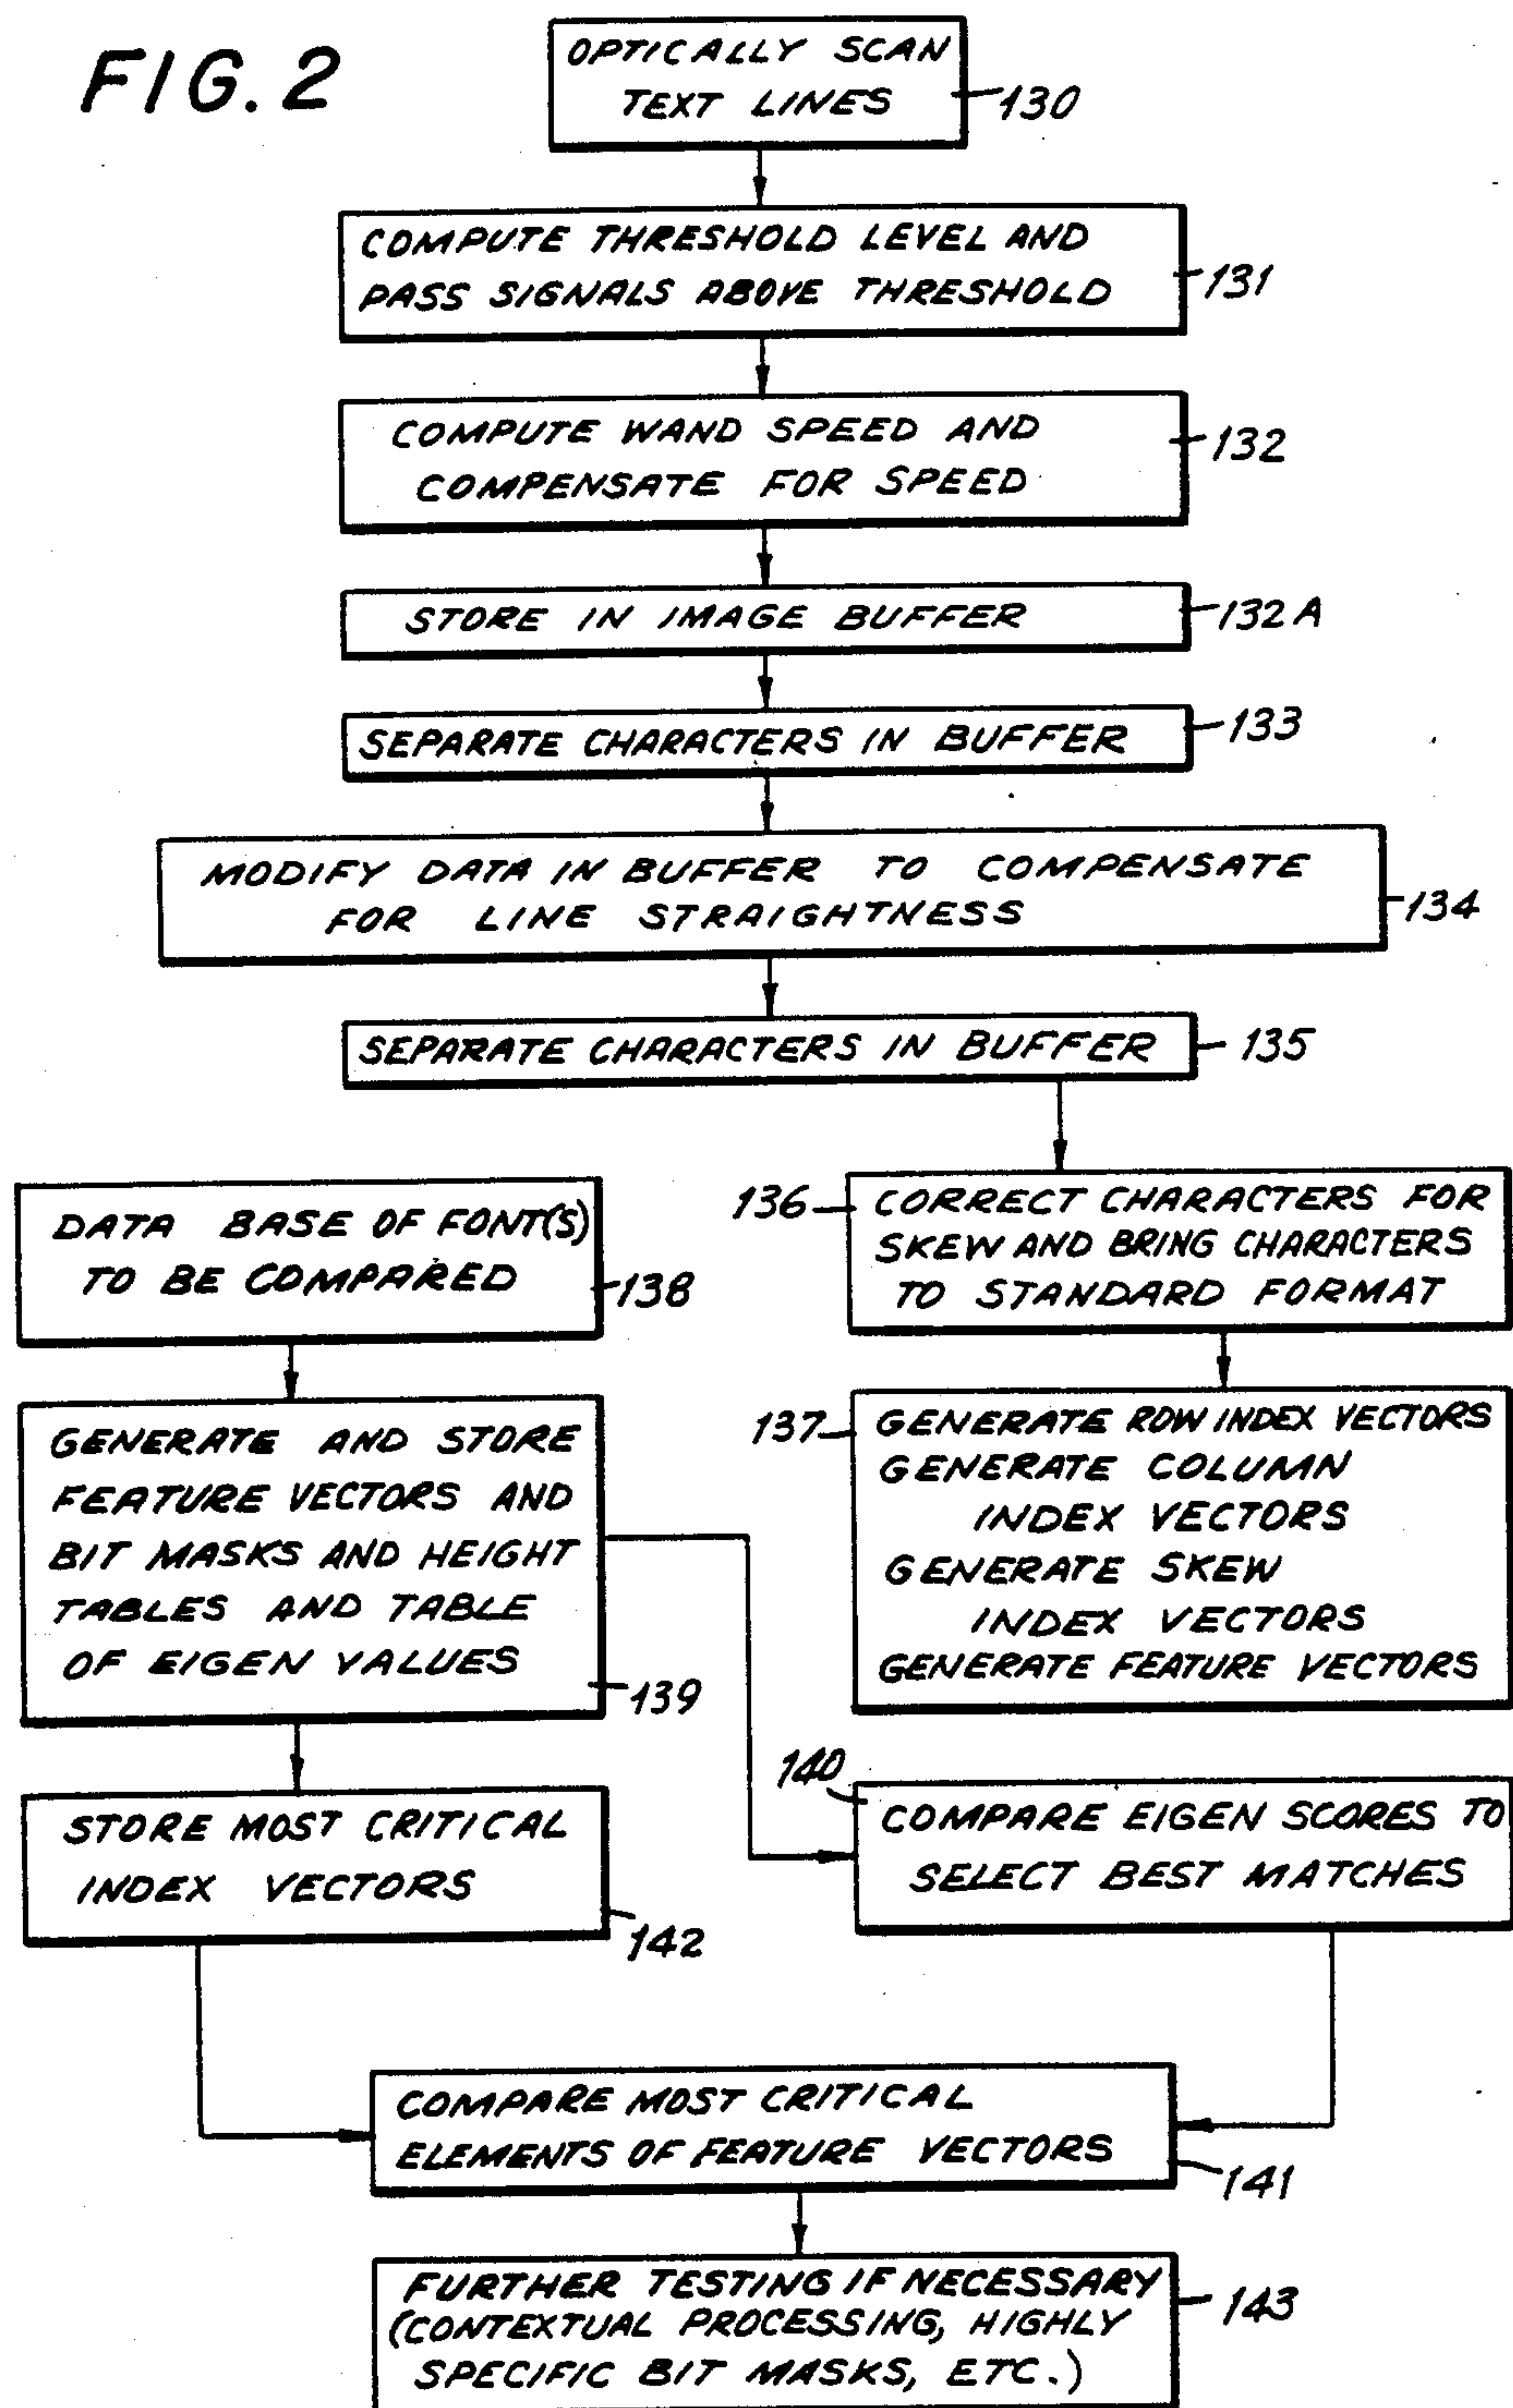 FIG. 2
OPTICALLY SCAN
TEXT LINES
130
COMPUTE THRESHOLD LEVEL AND
PASS SIGNALS ABOVE THRESHOLD
131
COMPUTE WAND SPEED AND
COMPENSATE FOR SPEED
132
STORE IN IMAGE BUFFER
132A
SEPARATE CHARACTERS IN BUFFER
133
MODIFY DATA IN BUFFER TO COMPENSATE
FOR LINE STRAIGHTNESS
134
SEPARATE CHARACTERS IN BUFFER
135
136
CORRECT CHARACTERS FOR
SKEW AND BRING CHARACTERS
TO STANDARD FORMAT
DATA BASE OF FONT(S)
TO BE COMPARED
138
137
GENERATE ROW INDEX VECTORS
GENERATE COLUMN
INDEX VECTORS
GENERATE SKEW
INDEX VECTORS
GENERATE FEATURE VECTORS
GENERATE AND STORE
FEATURE VECTORS AND
BIT MASKS AND HEIGHT
TABLES AND TABLE
OF EIGEN VALUES
139
140
COMPARE EIGEN SCORES TO
SELECT BEST MATCHES
STORE MOST CRITICAL
INDEX VECTORS
142
COMPARE MOST CRITICAL
ELEMENTS OF FEATURE VECTORS
141
FURTHER TESTING IF NECESSARY
(CONTEXTUAL PROCESSING, HIGHLY
SPECIFIC BIT MASKS, ETC.)
143